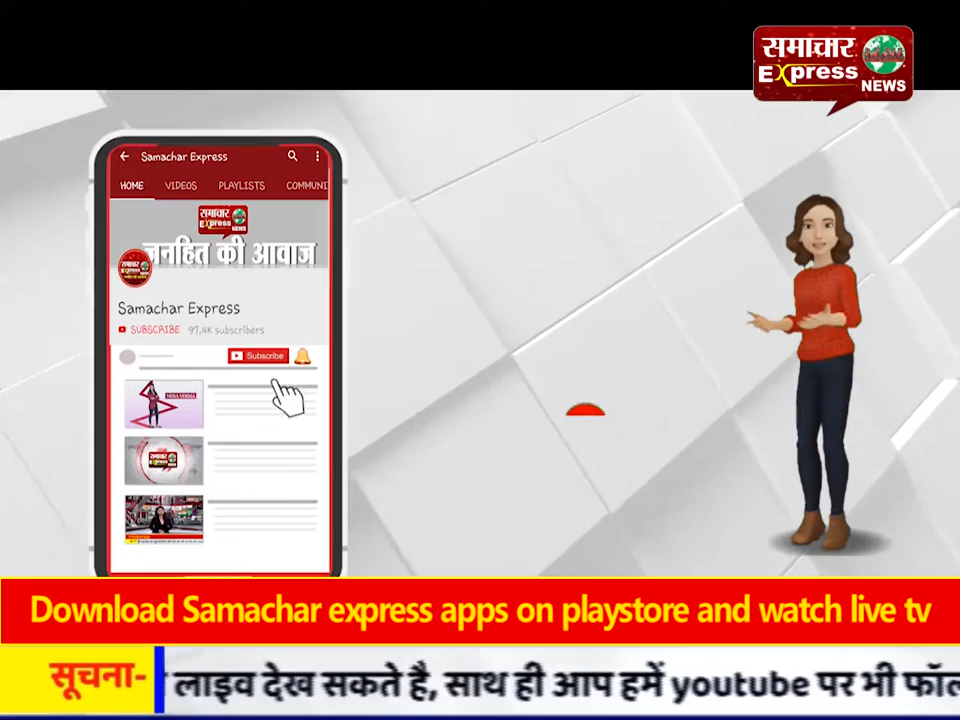 समाचार
Express
NEWS
Samachar Express
HOME VIDEOS PLAYLISTS COMMUNI
समाचार
Express
NEWS
जनहित की आवाज
Samachar Express
SUBSCRIBE 97.4K subscribers
Subscribe
Download Samachar express apps on playstore and watch live tv
सूचना- लाइव देख सकते है, साथ ही आप हमें youtube पर भी फॉल